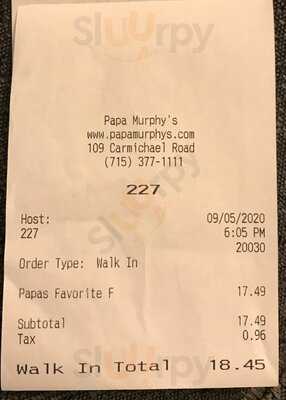 Sluurpy
Papa Murphy's
www.papamurphys.com
109 Carmichael Road
(715) 377-1111
227
Host: 09/05/2020
227 6:05 PM
20030
Order Type: Walk In
Papas Favorite F 17.49
Subtotal 17.49
Tax 0.96
Walk In Total 18.45